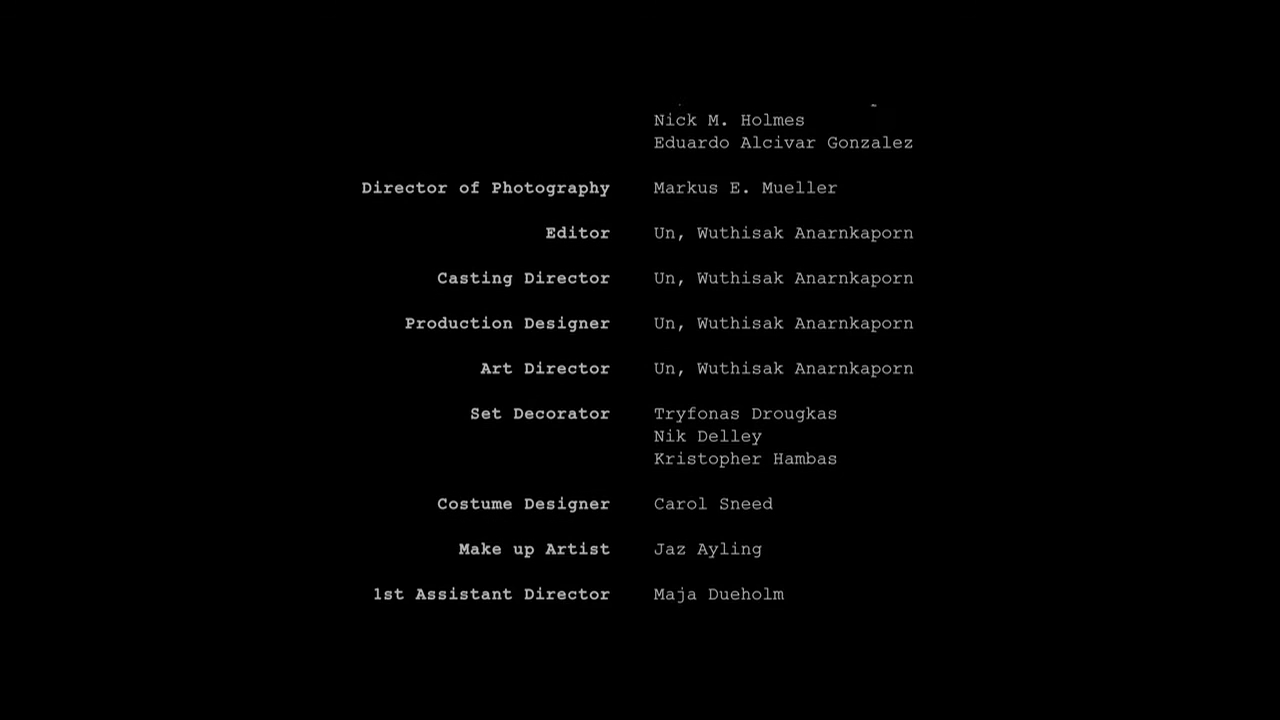 Nick M. Holmes
Eduardo Alcivar Gonzalez
Director of Photography Markus E. Mueller
Editor Un, Wuthisak Anarnkaporn
Casting Director Un, Wuthisak Anarnkaporn
Production Designer Un, Wuthisak Anarnkaporn
Art Director Un, Wuthisak Anarnkaporn
Set Decorator Tryfonas Drougkas
Nik Delley
Kristopher Hambas
Costume Designer Carol Sneed
Make up Artist Jaz Ayling
1st Assistant Director Maja Dueholm